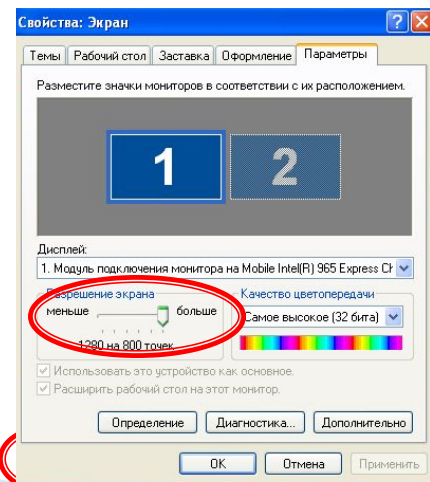 Свойства: Экран
Темы Рабочий стол Заставка Оформление Параметры
Разместите значки мониторов в соответствии с их расположением.
1 2
Дисплей:
1. Модуль подключения монитора на Mobile Intel(R) 965 Express Ch
Разрешение экрана Качество цветопередачи
меньше больше Самое высокое (32 бита)
1280 на 800 точек
Использовать это устройство как основное.
Расширить рабочий стол на этот монитор.
Определение Диагностика... Дополнительно
ОК Отмена Применить